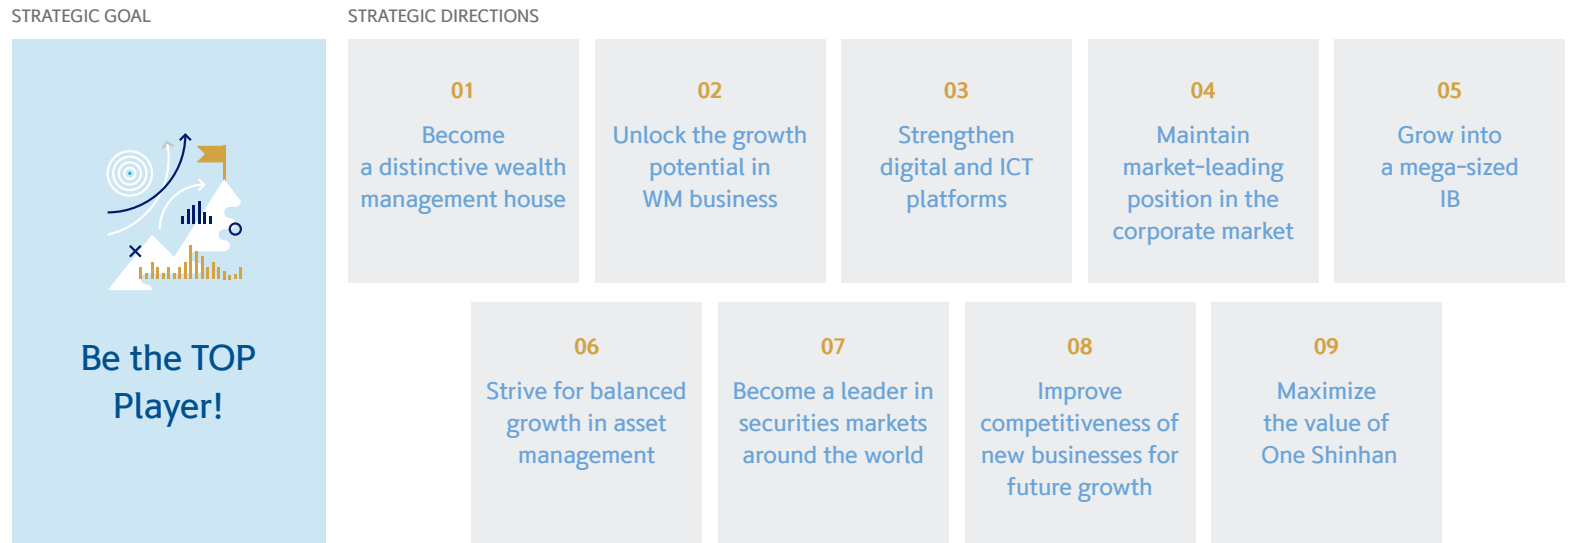 STRATEGIC GOAL
STRATEGIC DIRECTIONS
Be the TOP
Player!
01
Become
a distinctive wealth
management house
02
Unlock the growth
potential in
WM business
03
Strengthen
digital and ICT
platforms
04
Maintain
market-leading
position in the
corporate market
05
Grow into
a mega-sized
IB
06
Strive for balanced
growth in asset
management
07
Become a leader in
securities markets
around the world
08
Improve
competitiveness of
new businesses for
future growth
09
Maximize
the value of
One Shinhan